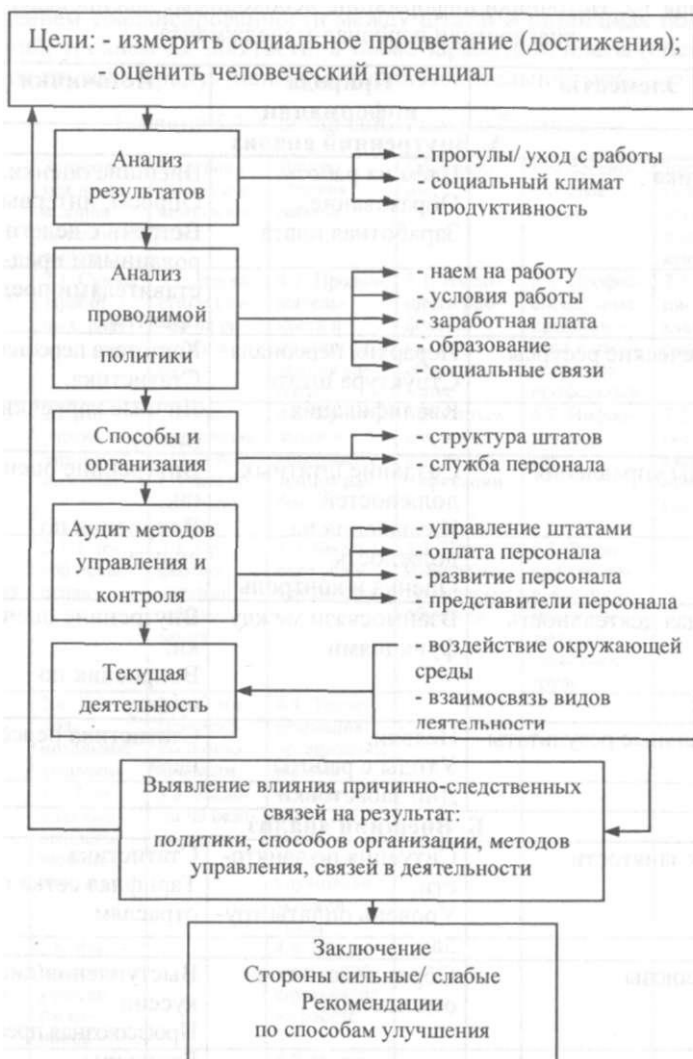 Цели: - измерить социальное процветание (достижения);
- оценить человеческий потенциал
Анализ
результатов
- прогулы/ уход с работы
- социальный климат
- продуктивность
Анализ
проводимой
политики
- наем на работу
- условия работы
- заработная плата
- образование
- социальные связи
Способы и
организация
- структура штатов
- служба персонала
Аудит методов
управления и
контроля
- управление штатами
- оплата персонала
- развитие персонала
- представители персонала
Текущая
деятельность
- воздействие окружающей
среды
- взаимосвязь видов
деятельности
Выявление влияния причинно-следственных
связей на результат:
политики, способов организации, методов
управления, связей в деятельности
Заключение
Стороны сильные/ слабые
Рекомендации
по способам улучшения